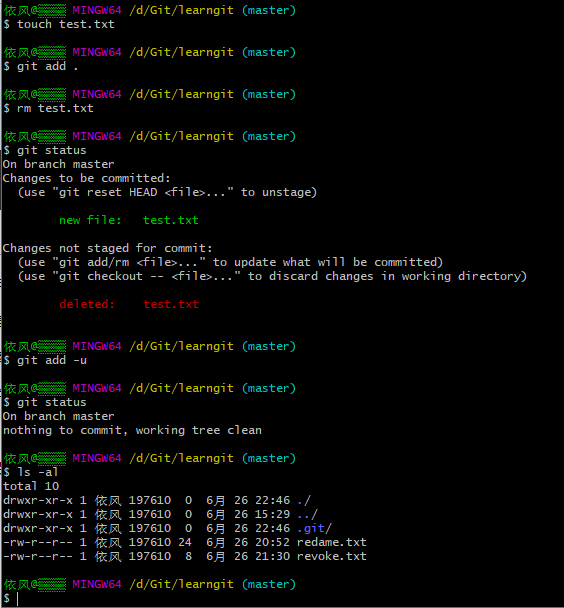 依风@▒▒▒▒ MINGW64 /d/Git/learngit (master)
$ touch test.txt
依风@▒▒▒▒ MINGW64 /d/Git/learngit (master)
$ git add .
依风@▒▒▒▒ MINGW64 /d/Git/learngit (master)
$ rm test.txt
依风@▒▒▒▒ MINGW64 /d/Git/learngit (master)
$ git status
On branch master
Changes to be committed:
(use "git reset HEAD <file>..." to unstage)
new file: test.txt
Changes not staged for commit:
(use "git add/rm <file>..." to update what will be committed)
(use "git checkout -- <file>..." to discard changes in working directory)
deleted: test.txt
依风@▒▒▒▒ MINGW64 /d/Git/learngit (master)
$ git add -u
依风@▒▒▒▒ MINGW64 /d/Git/learngit (master)
$ git status
On branch master
nothing to commit, working tree clean
依风@▒▒▒▒ MINGW64 /d/Git/learngit (master)
$ ls -al
total 10
drwxr-xr-x 1 依风 197610 0 6月 26 22:46 ./
drwxr-xr-x 1 依风 197610 0 6月 26 15:29 ../
drwxr-xr-x 1 依风 197610 0 6月 26 22:46 .git/
-rw-r--r-- 1 依风 197610 24 6月 26 20:52 redame.txt
-rw-r--r-- 1 依风 197610 8 6月 26 21:30 revoke.txt
依风@▒▒▒▒ MINGW64 /d/Git/learngit (master)
$